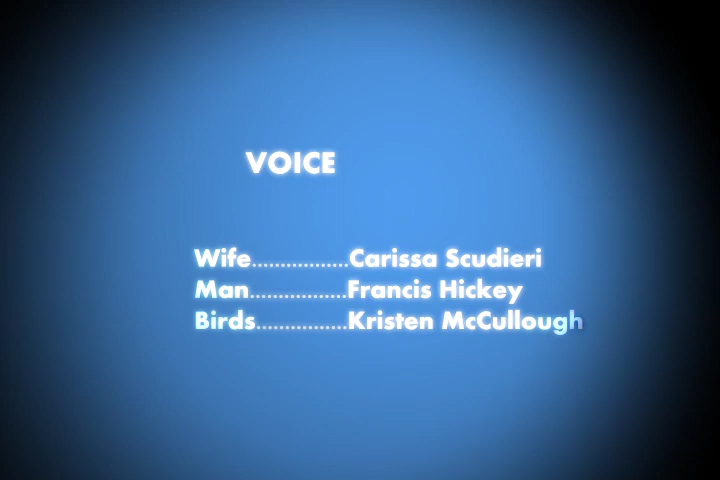 VOICE
Wife.................Carissa Scudieri
Man.................Francis Hickey
Birds................Kristen McCullough